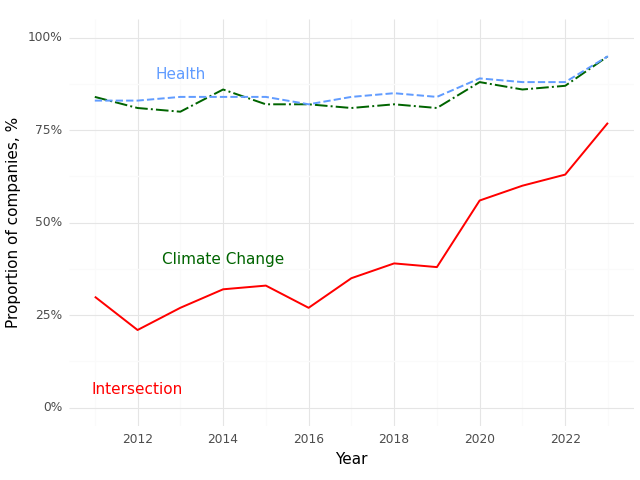 100%
75%
50%
25%
0%
Proportion of companies, %
Health
Climate Change
Intersection
2012
2014
2016
2018
2020
2022
Year